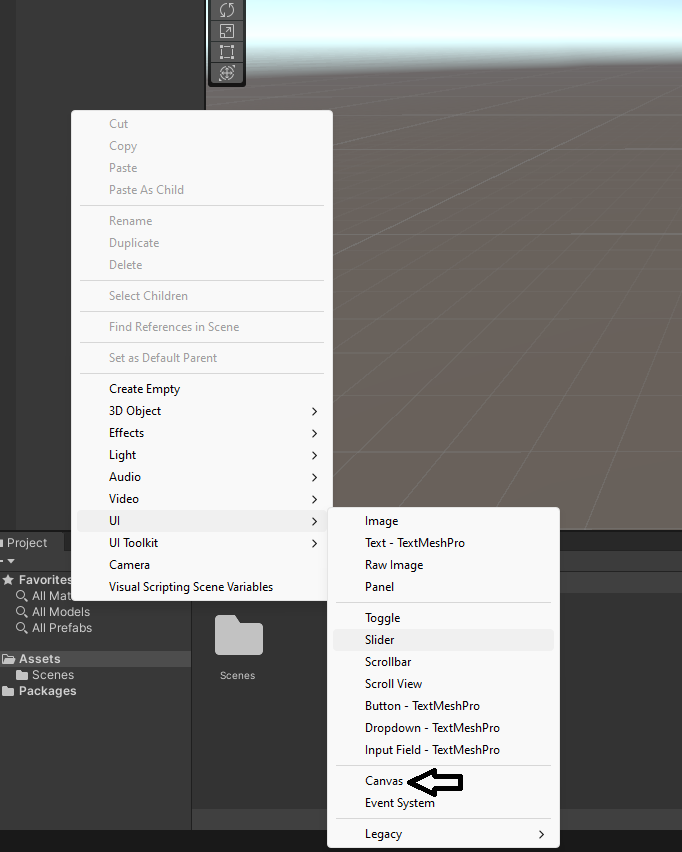 Cut
Copy
Paste
Paste As Child
Rename
Duplicate
Delete
Select Children
Find References in Scene
Set as Default Parent
Create Empty
3D Object
Effects
Light
Audio
Video
UI
UI Toolkit
Camera
Visual Scripting Scene Variables
Image
Text - TextMeshPro
Raw Image
Panel
Toggle
Slider
Scrollbar
Scroll View
Button - TextMeshPro
Dropdown - TextMeshPro
Input Field - TextMeshPro
Canvas
Event System
Legacy
Project
Favorites
All Mat
All Models
All Prefabs
Assets
Scenes
Packages
Scenes